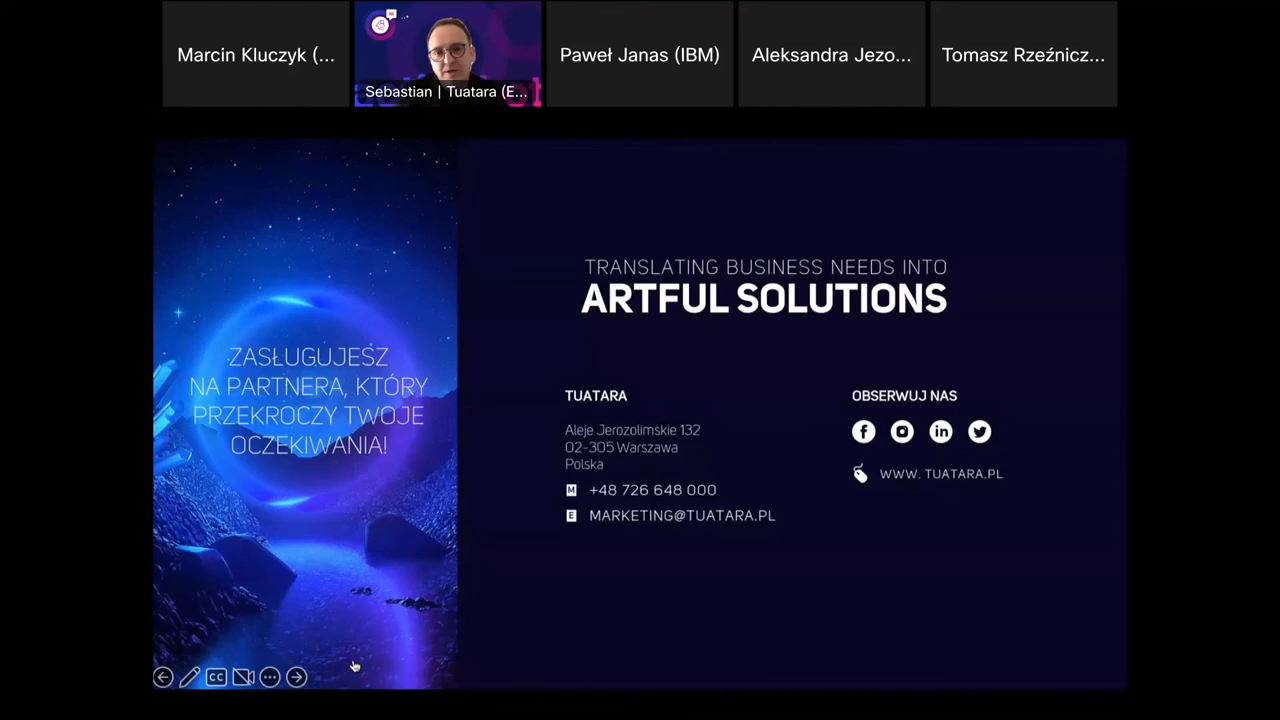 Marcin Kluczyk (...
Sebastian | Tuatara (E...
Paweł Janas (IBM)
Aleksandra Jezo...
Tomasz Rzeźnicz...
ZASŁUGUJESZ
NA PARTNERA, KTÓRY
PRZEKROCZY TWOJE
OCZEKIWANIA!
TRANSLATING BUSINESS NEEDS INTO
ARTFUL SOLUTIONS
TUATARA
Aleje Jerozolimskie 132
02-305 Warszawa
Polska
M +48 726 648 000
E MARKETING@TUATARA.PL
OBSERWUJ NAS
WWW. TUATARA.PL
CC